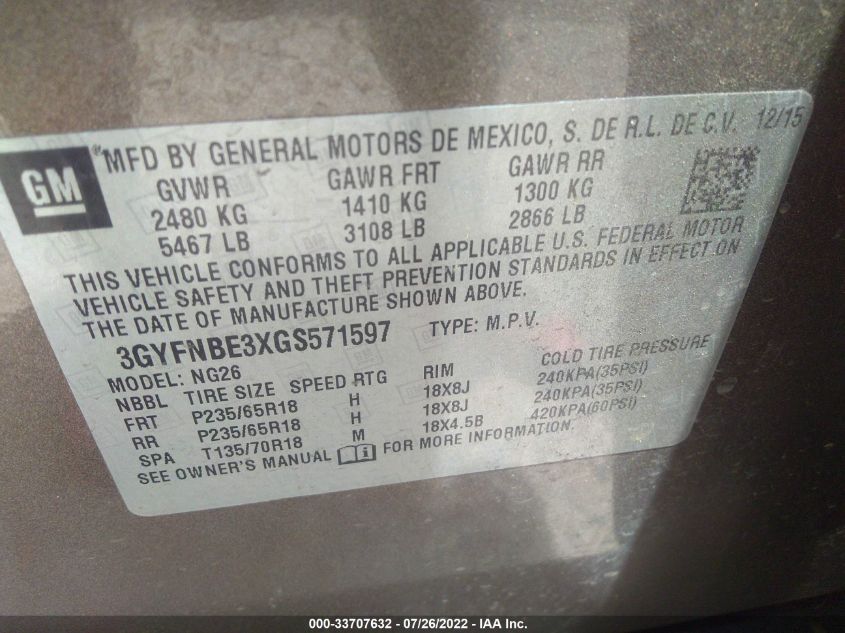 GM
®MFD BY GENERAL MOTORS DE MEXICO, S. DE R.L. DE C.V. 12/15
GVWR GAWR FRT GAWR RR
2480 KG 1410 KG 1300 KG
5467 LB 3108 LB 2866 LB
THIS VEHICLE CONFORMS TO ALL APPLICABLE U.S. FEDERAL MOTOR
VEHICLE SAFETY AND THEFT PREVENTION STANDARDS IN EFFECT ON
THE DATE OF MANUFACTURE SHOWN ABOVE.
3GYFNBE3XGS571597 TYPE: M.P.V.
MODEL: NG26
NBBL TIRE SIZE SPEED RTG RIM COLD TIRE PRESSURE
FRT P235/65R18 H 18X8J 240KPA(35PSI)
RR P235/65R18 H 18X8J 240KPA(35PSI)
SPA T135/70R18 M 18X4.5B 420KPA(60PSI)
SEE OWNER'S MANUAL FOR MORE INFORMATION.
000-33707632 / 07/26/2022 - IAA Inc.